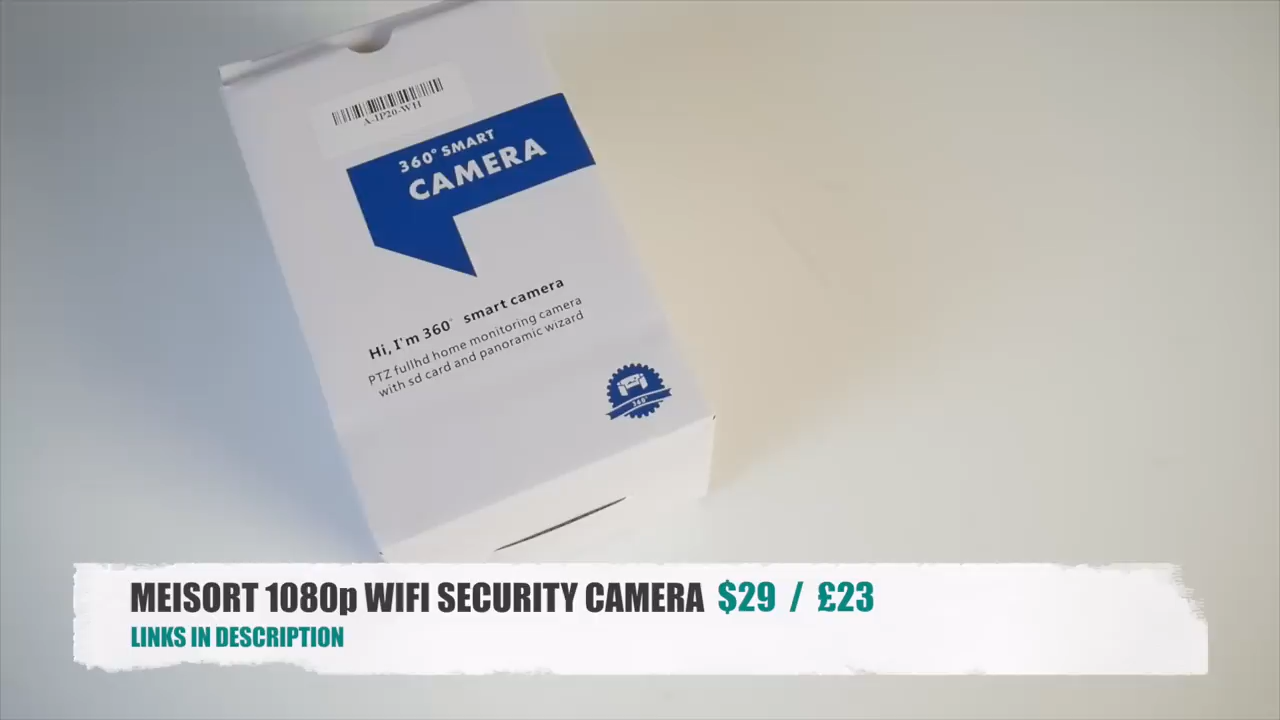 A-IP20-WH
360° SMART
CAMERA
Hi, I'm 360° smart camera
PTZ fullhd home monitoring camera
with sd card and panoramic wizard
360°
MEISORT 1080p WIFI SECURITY CAMERA $29 / £23
LINKS IN DESCRIPTION